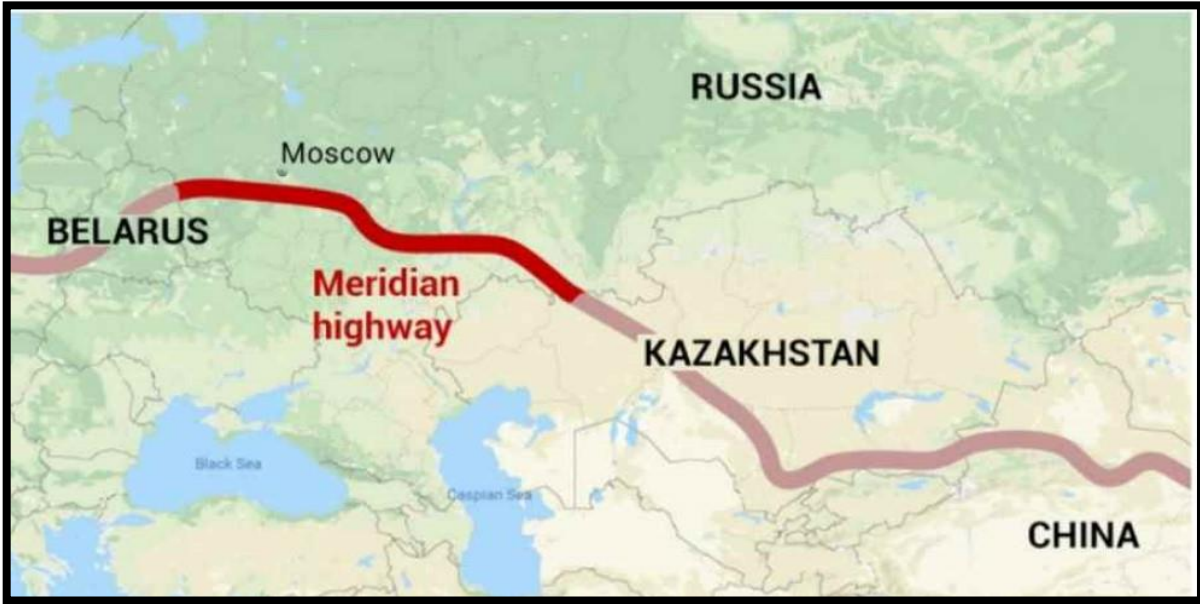 RUSSIA
Moscow
BELARUS
Meridian
highway
KAZAKHSTAN
Black Sea
Caspian Sea
CHINA